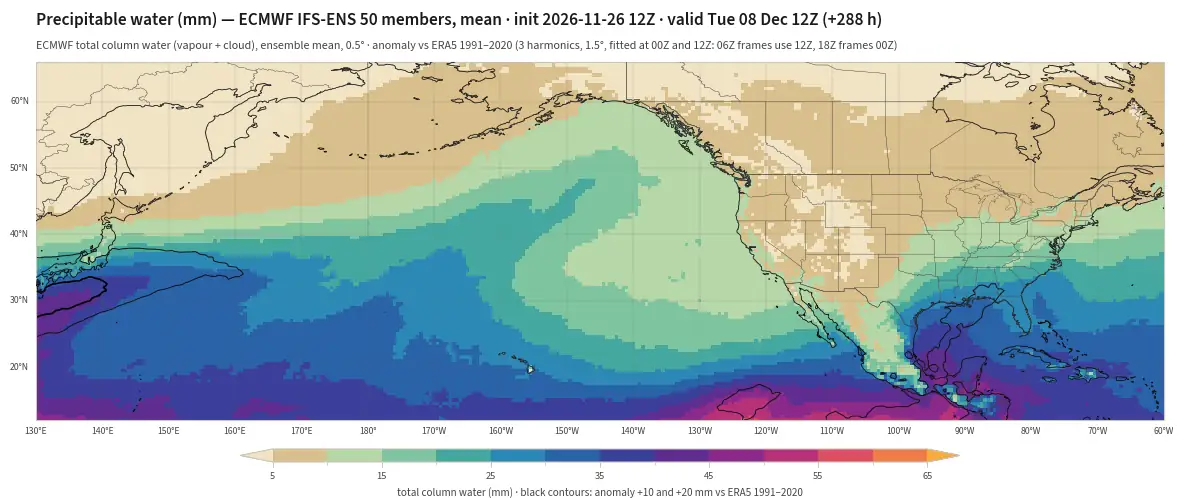 Precipitable water (mm) — ECMWF IFS-ENS 50 members, mean · init 2026-11-26 12Z · valid Tue 08 Dec 12Z (+288 h)
ECMWF total column water (vapour + cloud), ensemble mean, 0.5° · anomaly vs ERA5 1991–2020 (3 harmonics, 1.5°, fitted at 00Z and 12Z: 06Z frames use 12Z, 18Z frames 00Z)
60°N
50°N
40°N
30°N
20°N
130°E 140°E 150°E 160°E 170°E 180° 170°W 160°W 150°W 140°W 130°W 120°W 110°W 100°W 90°W 80°W 70°W 60°W
5 15 25 35 45 55 65
total column water (mm) · black contours: anomaly +10 and +20 mm vs ERA5 1991–2020